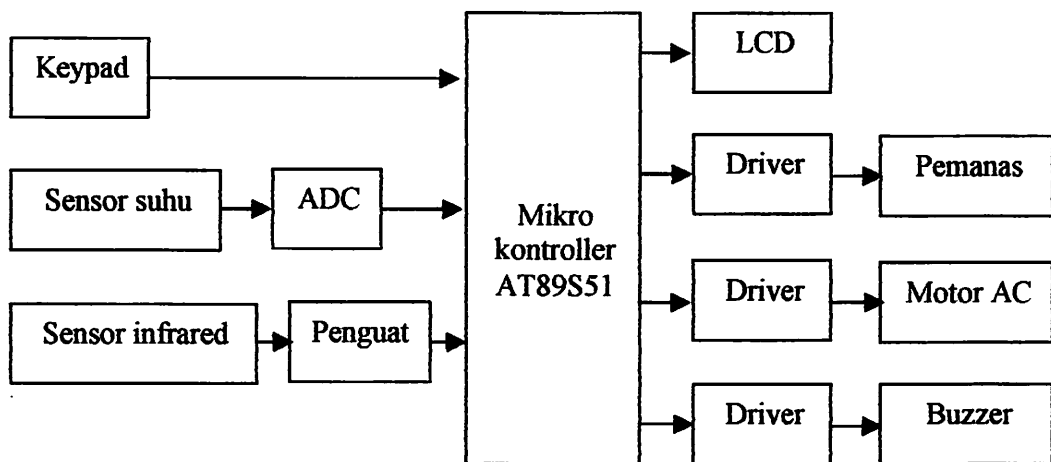 Keypad
Sensor suhu
ADC
Sensor infrared
Penguat
Mikro
kontroller
AT89S51
LCD
Driver
Pemanas
Driver
Motor AC
Driver
Buzzer